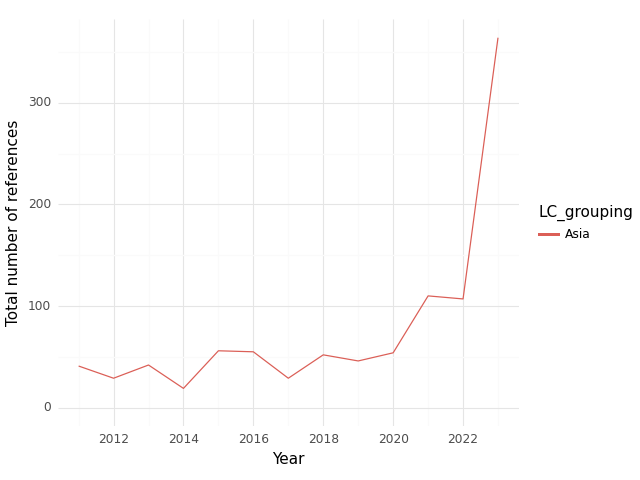 300
200
100
0
2012 2014 2016 2018 2020 2022
Year
Total number of references
LC_grouping
Asia